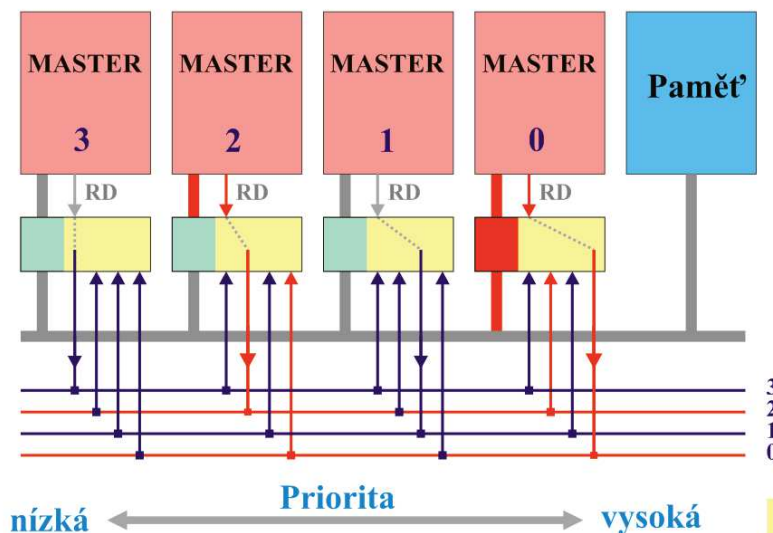 MASTER MASTER MASTER MASTER Paměť
3 2 1 0
RD RD RD RD
3
2
1
0
nízká Priorita vysoká